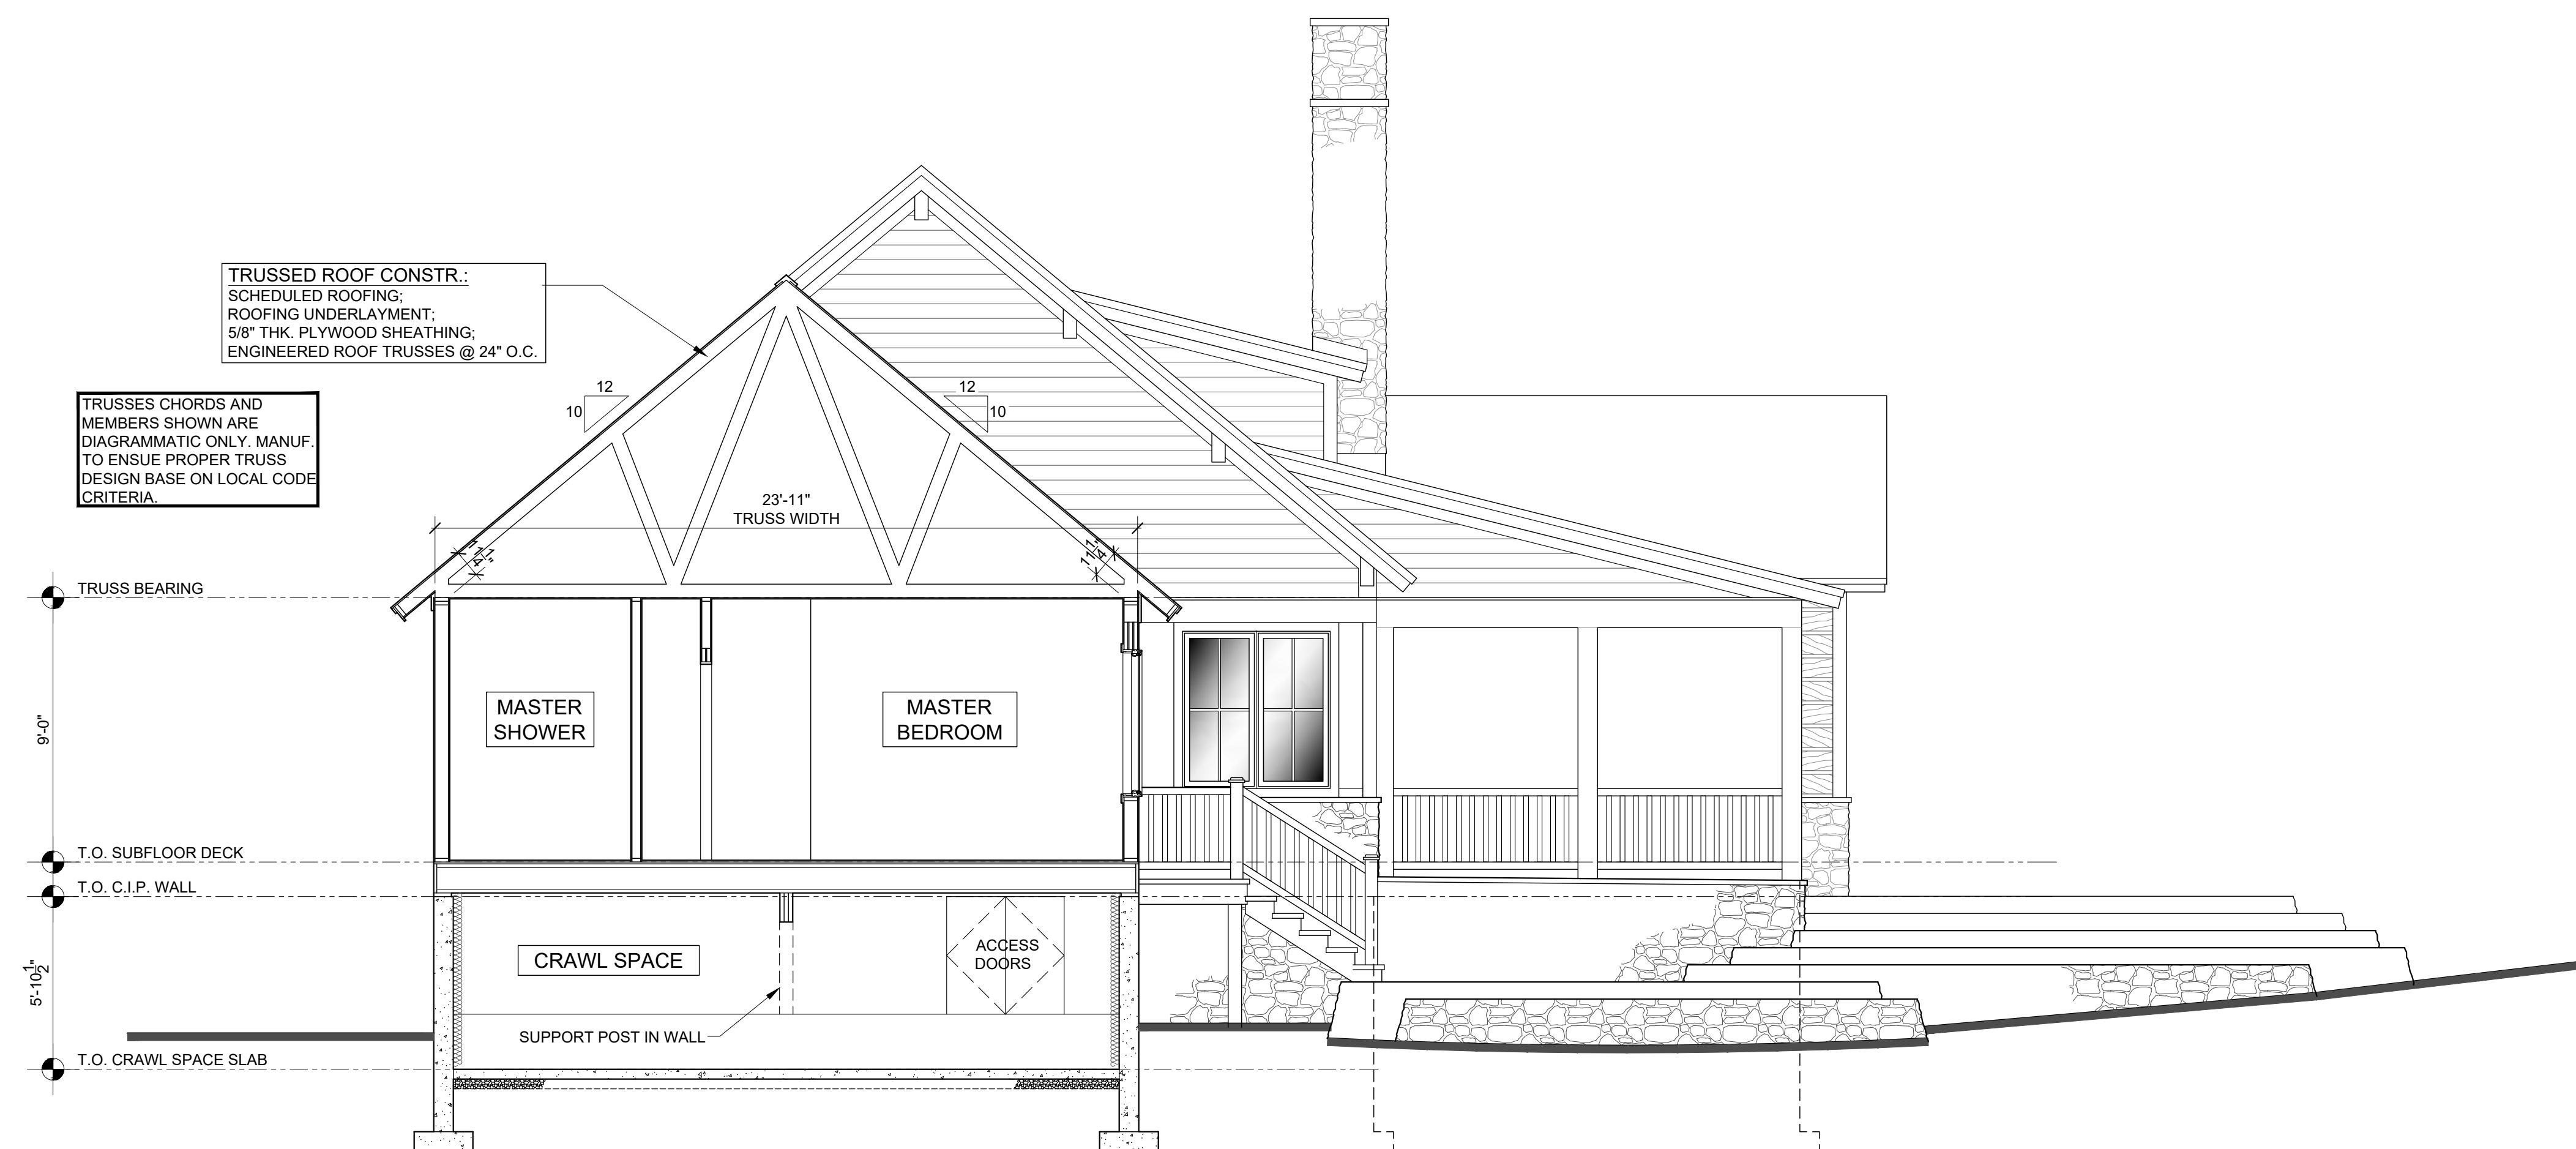 TRUSSED ROOF CONSTR.:
SCHEDULED ROOFING;
ROOFING UNDERLAYMENT;
5/8" THK. PLYWOOD SHEATHING;
ENGINEERED ROOF TRUSSES @ 24" O.C.
TRUSSES CHORDS AND
MEMBERS SHOWN ARE
DIAGRAMMATIC ONLY. MANUF.
TO ENSUE PROPER TRUSS
DESIGN BASE ON LOCAL CODE
CRITERIA.
12
10
12
10
23'-11"
TRUSS WIDTH
TRUSS BEARING
9'-0"
MASTER
SHOWER
MASTER
BEDROOM
T.O. SUBFLOOR DECK
T.O. C.I.P. WALL
5'-10 1/2"
CRAWL SPACE
ACCESS
DOORS
SUPPORT POST IN WALL
T.O. CRAWL SPACE SLAB